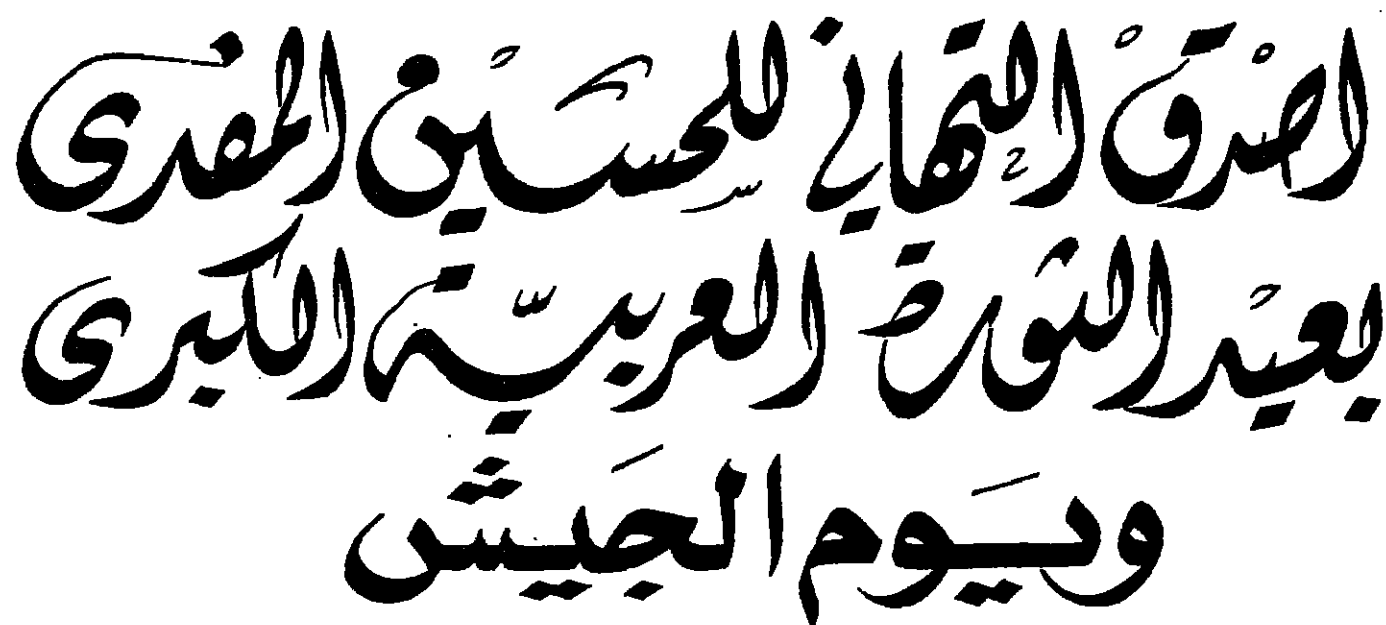 اصدق التهاني للحسين المفدى
بعيد الثورة العربية الكبرى
ويوم الجيش